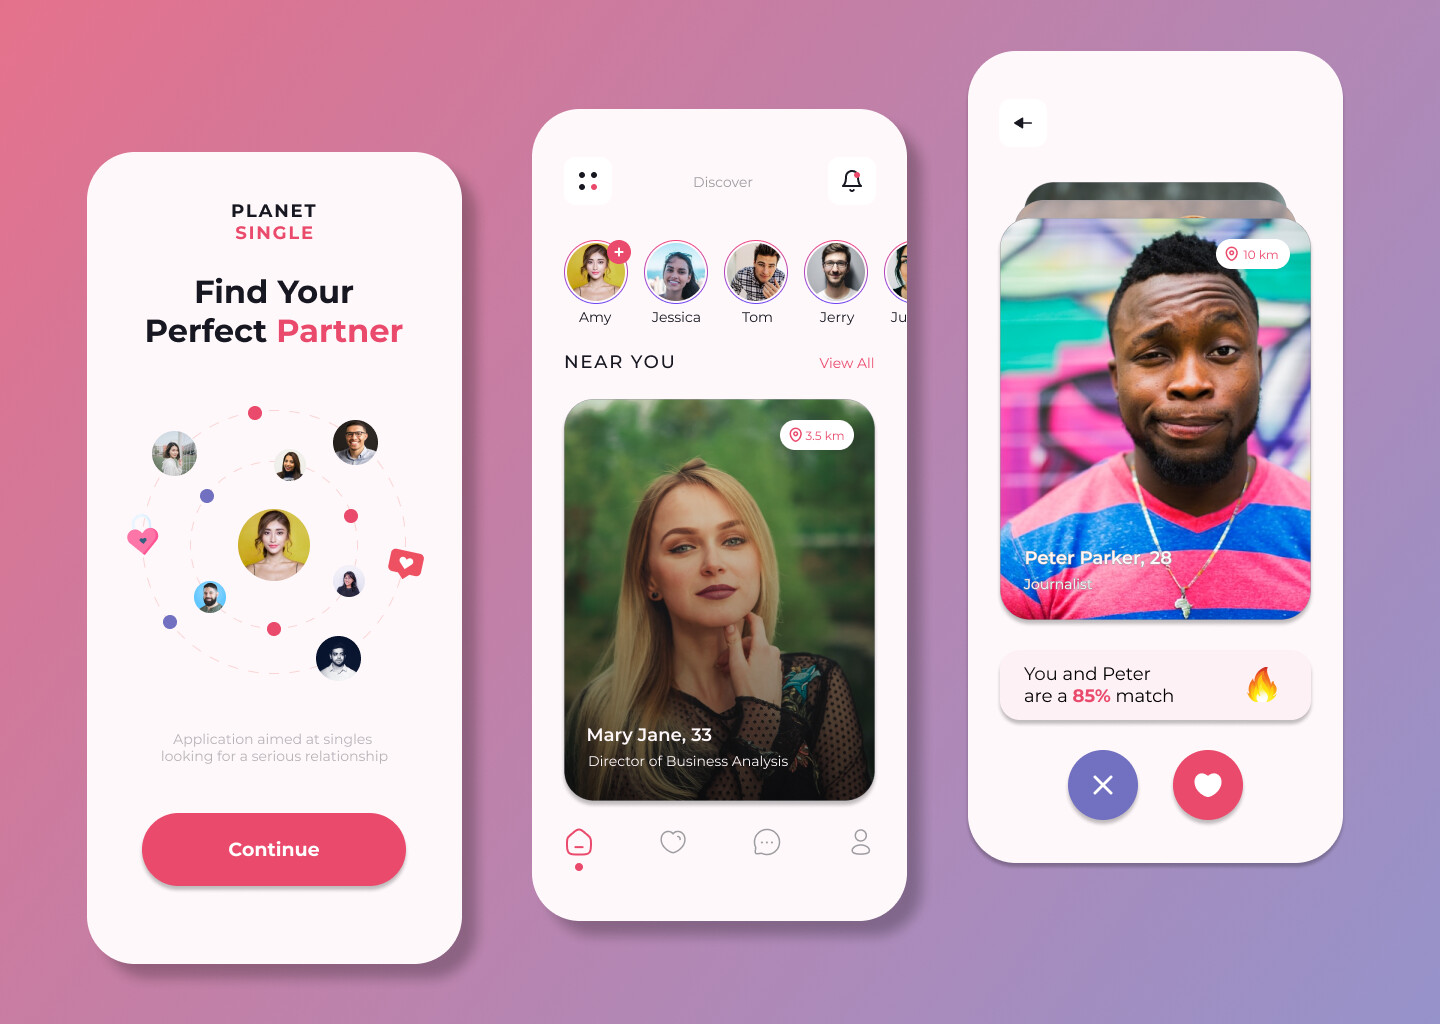 PLANET
SINGLE
Find Your
Perfect Partner
Application aimed at singles
looking for a serious relationship
Continue
Discover
Amy
Jessica
Tom
Jerry
Ju
NEAR YOU
View All
3.5 km
Mary Jane, 33
Director of Business Analysis
10 km
Peter Parker, 28
Journalist
You and Peter
are a 85% match